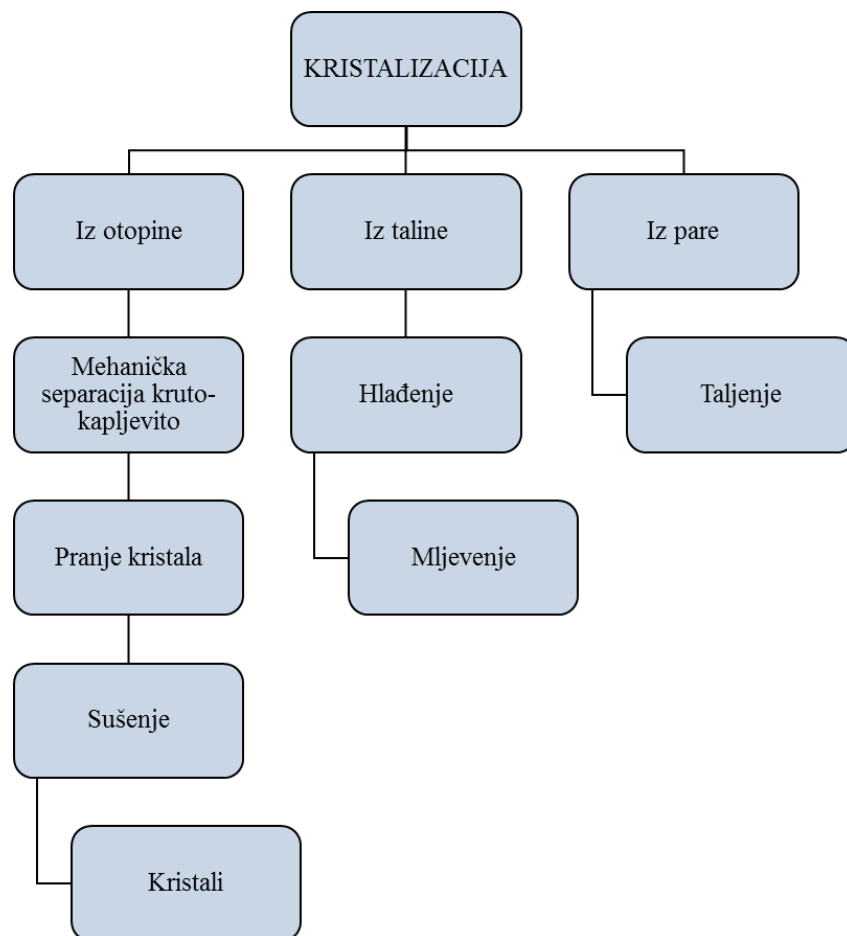 KRISTALIZACIJA
Iz otopine
Iz taline
Iz pare
Mehanička
separacija kruto-
kapljevito
Hlađenje
Taljenje
Pranje kristala
Mljevenje
Sušenje
Kristali